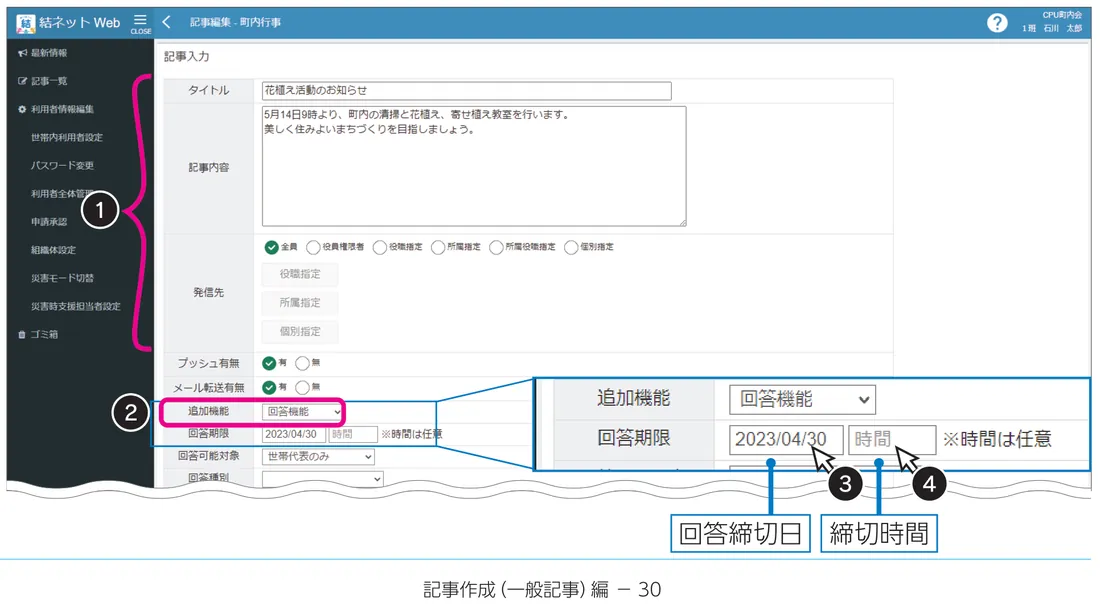 結 結ネット Web CLOSE 記事編集 - 町内行事 ? CPU町内会
1班 石川 太郎
最新情報
記事一覧
利用者情報編集
世帯内利用者設定
パスワード変更
利用者全体管理
申請承認
組織体設定
災害モード切替
災害時支援担当者設定
ゴミ箱
1
記事入力
タイトル 花植え活動のお知らせ
記事内容 5月14日9時より、町内の清掃と花植え、寄せ植え教室を行います。
美しく住みよいまちづくりを目指しましょう。
発信先 全員 役員権限者 役職指定 所属指定 所属役職指定 個別指定
役職指定
所属指定
個別指定
プッシュ有無 有 無
メール転送有無 有 無
2 追加機能 回答機能
回答期限 2023/04/30 時間 ※時間は任意
回答可能対象 世帯代表のみ
回答種別
追加機能 回答機能
回答期限 2023/04/30 時間 ※時間は任意
3 4
回答締切日 締切時間
記事作成(一般記事)編 － 30